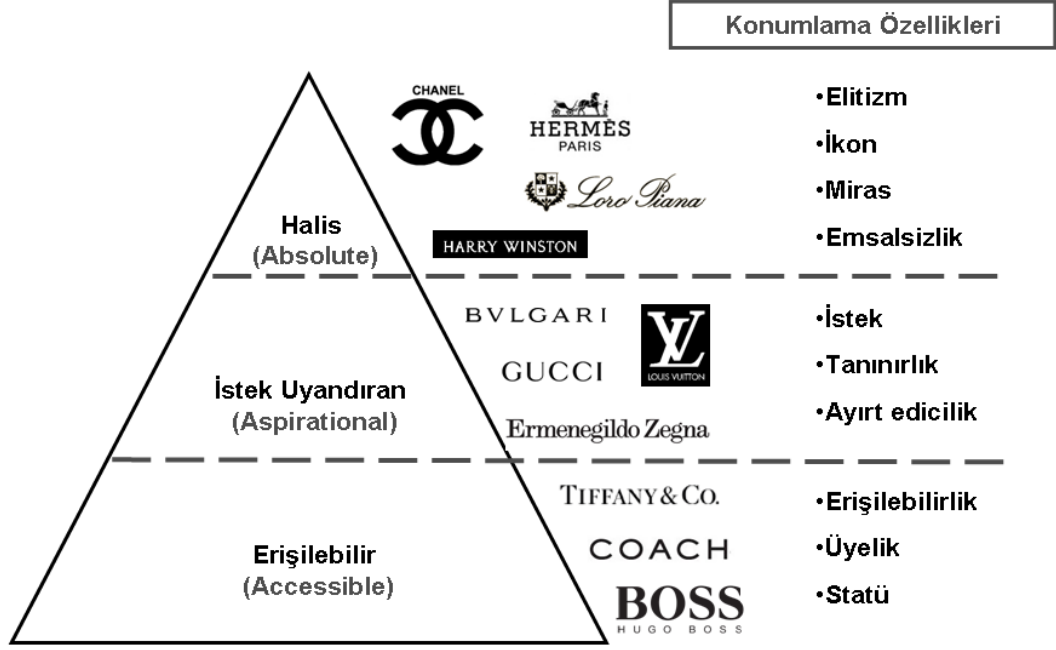 Konumlama Özellikleri
CHANEL
HERMÈS
PARIS
Loro Piana
HARRY WINSTON
Halis
(Absolute)
•Elitizm
•İkon
•Miras
•Emsalsizlik
BVLGARI
LV
LOUIS VUITTON
GUCCI
Ermenegildo Zegna
İstek Uyandıran
(Aspirational)
•İstek
•Tanınırlık
•Ayırt edicilik
TIFFANY & CO.
COACH
BOSS
HUGO BOSS
Erişilebilir
(Accessible)
•Erişilebilirlik
•Üyelik
•Statü